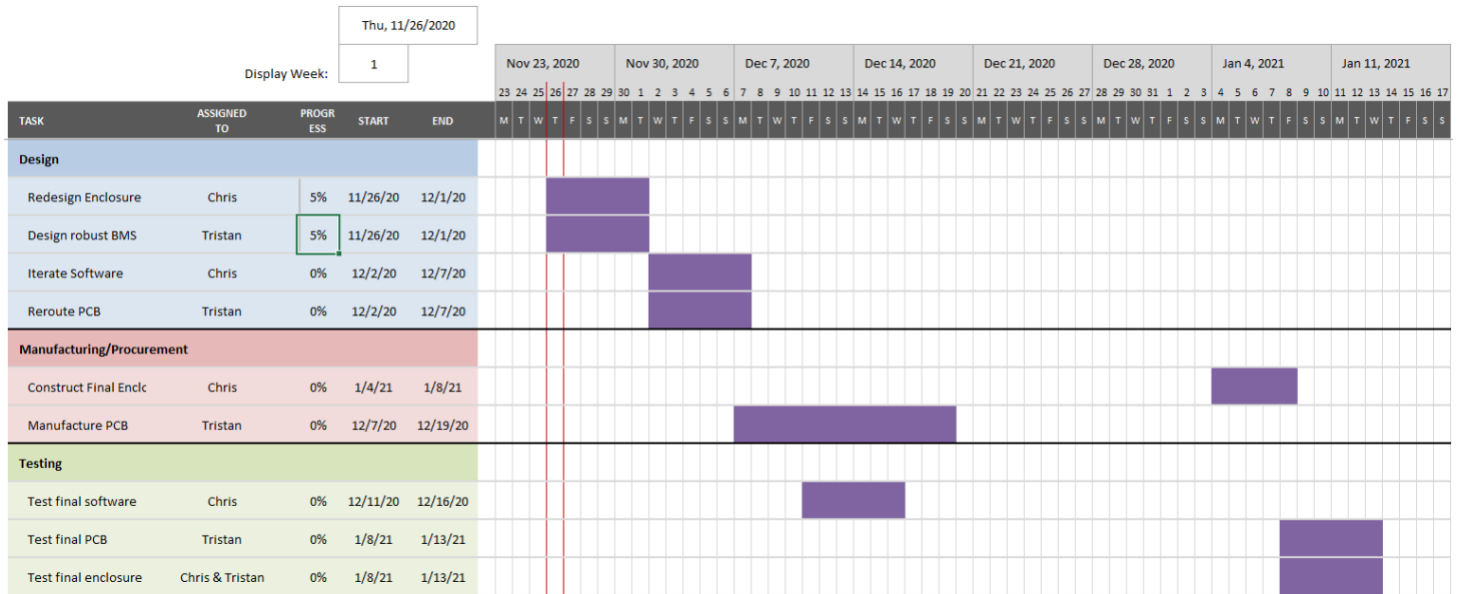 Thu, 11/26/2020
Display Week: 1
Nov 23, 2020 Nov 30, 2020 Dec 7, 2020 Dec 14, 2020 Dec 21, 2020 Dec 28, 2020 Jan 4, 2021 Jan 11, 2021
23 24 25 26 27 28 29 30 1 2 3 4 5 6 7 8 9 10 11 12 13 14 15 16 17 18 19 20 21 22 23 24 25 26 27 28 29 30 31 1 2 3 4 5 6 7 8 9 10 11 12 13 14 15 16 17
TASK ASSIGNED TO PROGR ESS START END M T W T F S S M T W T F S S M T W T F S S M T W T F S S M T W T F S S M T W T F S S M T W T F S S M T W T F S S
Design
Redesign Enclosure Chris 5% 11/26/20 12/1/20
Design robust BMS Tristan 5% 11/26/20 12/1/20
Iterate Software Chris 0% 12/2/20 12/7/20
Reroute PCB Tristan 0% 12/2/20 12/7/20
Manufacturing/Procurement
Construct Final Enclc Chris 0% 1/4/21 1/8/21
Manufacture PCB Tristan 0% 12/7/20 12/19/20
Testing
Test final software Chris 0% 12/11/20 12/16/20
Test final PCB Tristan 0% 1/8/21 1/13/21
Test final enclosure Chris & Tristan 0% 1/8/21 1/13/21